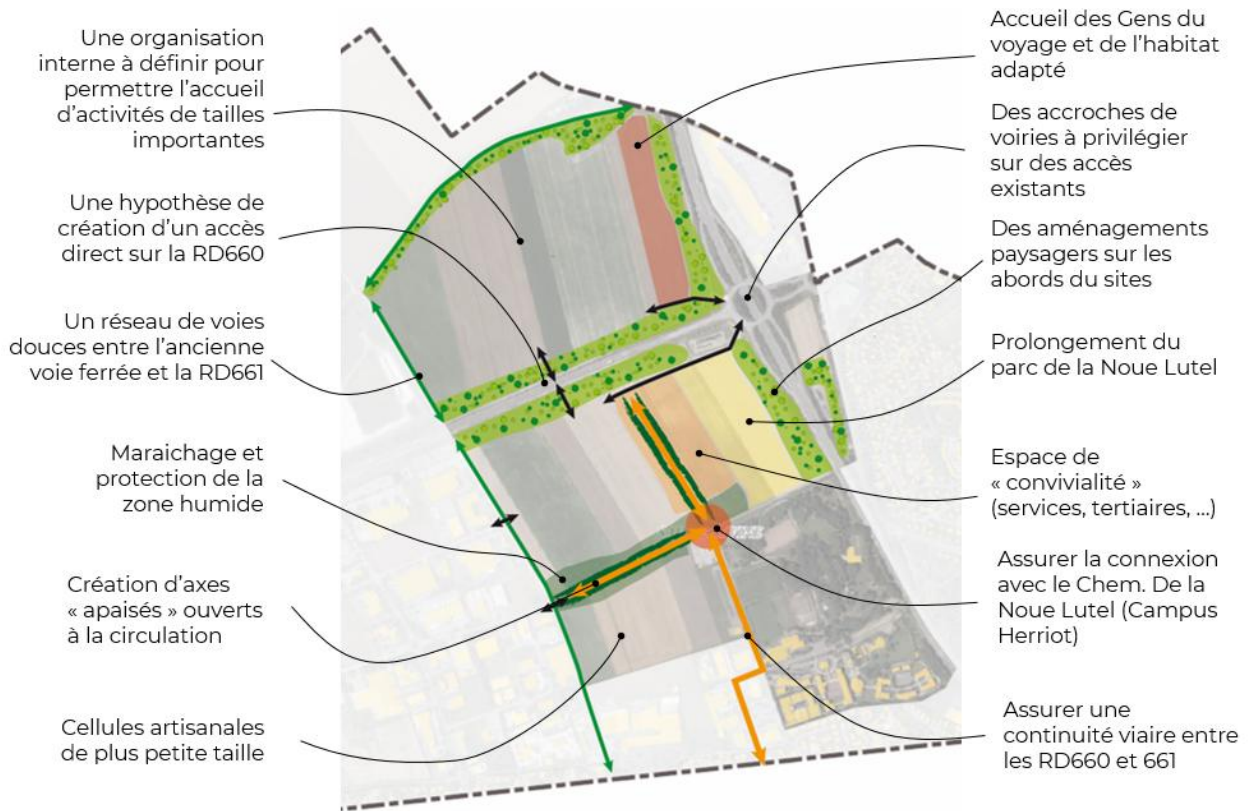 Une organisation
interne à définir pour
permettre l'accueil
d'activités de tailles
importantes
Une hypothèse de
création d'un accès
direct sur la RD660
Un réseau de voies
douces entre l'ancienne
voie ferrée et la RD661
Maraichage et
protection de la
zone humide
Création d'axes
« apaisés » ouverts
à la circulation
Cellules artisanales
de plus petite taille
Accueil des Gens du
voyage et de l'habitat
adapté
Des accroches de
voiries à privilégier
sur des accès
existants
Des aménagements
paysagers sur les
abords du sites
Prolongement du
parc de la Noue Lutel
Espace de
« convivialité »
(services, tertiaires, ...)
Assurer la connexion
avec le Chem. De la
Noue Lutel (Campus
Herriot)
Assurer une
continuité viaire entre
les RD660 et 661